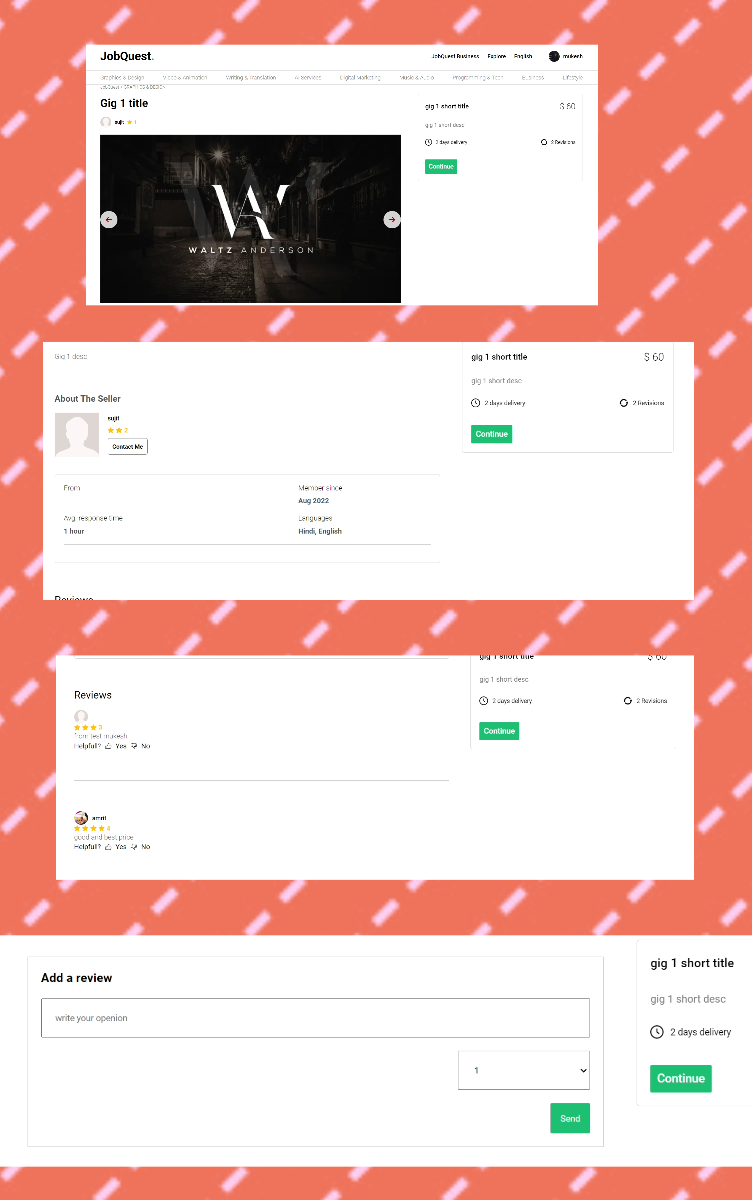 JobQuest.
JobQuest Business Explore English mukesh
Graphics & Design Video & Animation Writing & Translation AI Services Digital Marketing Music & Audio Programming & Tech Business Lifestyle
JobQuest > GRAPHICS & DESIGN
Gig 1 title
sujit
WA
WALTZ ANDERSON
gig 1 short title $ 60
gig 1 short desc
2 days delivery 2 Revisions
Continue
Gig 1 desc
About The Seller
sujit
2
Contact Me
From Member since
Aug 2022
Avg. response time Languages
1 hour Hindi, English
Reviews
gig 1 short title $ 60
gig 1 short desc
2 days delivery 2 Revisions
Continue
Reviews
3
from test mukesh
Helpfull? Yes No
amrit
4
good and best price
Helpfull? Yes No
gig 1 short title $ 60
gig 1 short desc
2 days delivery 2 Revisions
Continue
Add a review
write your openion
1
Send
gig 1 short title
gig 1 short desc
2 days delivery
Continue